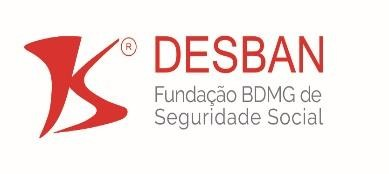 ® DESBAN
Fundação BDMG de
Seguridade Social